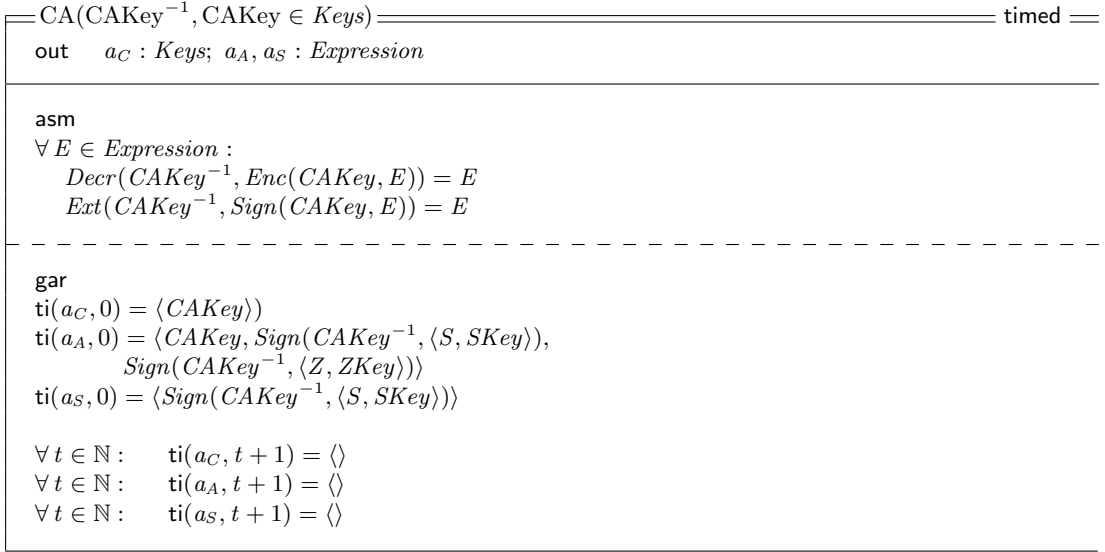 CA(CAKey⁻¹, CAKey ∈ Keys) timed
out a_C : Keys; a_A, a_S : Expression
asm
∀ E ∈ Expression :
Decr(CAKey⁻¹, Enc(CAKey, E)) = E
Ext(CAKey⁻¹, Sign(CAKey, E)) = E
gar
ti(a_C, 0) = ⟨CAKey⟩)
ti(a_A, 0) = ⟨CAKey, Sign(CAKey⁻¹, ⟨S, SKey⟩),
Sign(CAKey⁻¹, ⟨Z, ZKey⟩)⟩
ti(a_S, 0) = ⟨Sign(CAKey⁻¹, ⟨S, SKey⟩)⟩
∀ t ∈ ℕ : ti(a_C, t + 1) = ⟨⟩
∀ t ∈ ℕ : ti(a_A, t + 1) = ⟨⟩
∀ t ∈ ℕ : ti(a_S, t + 1) = ⟨⟩